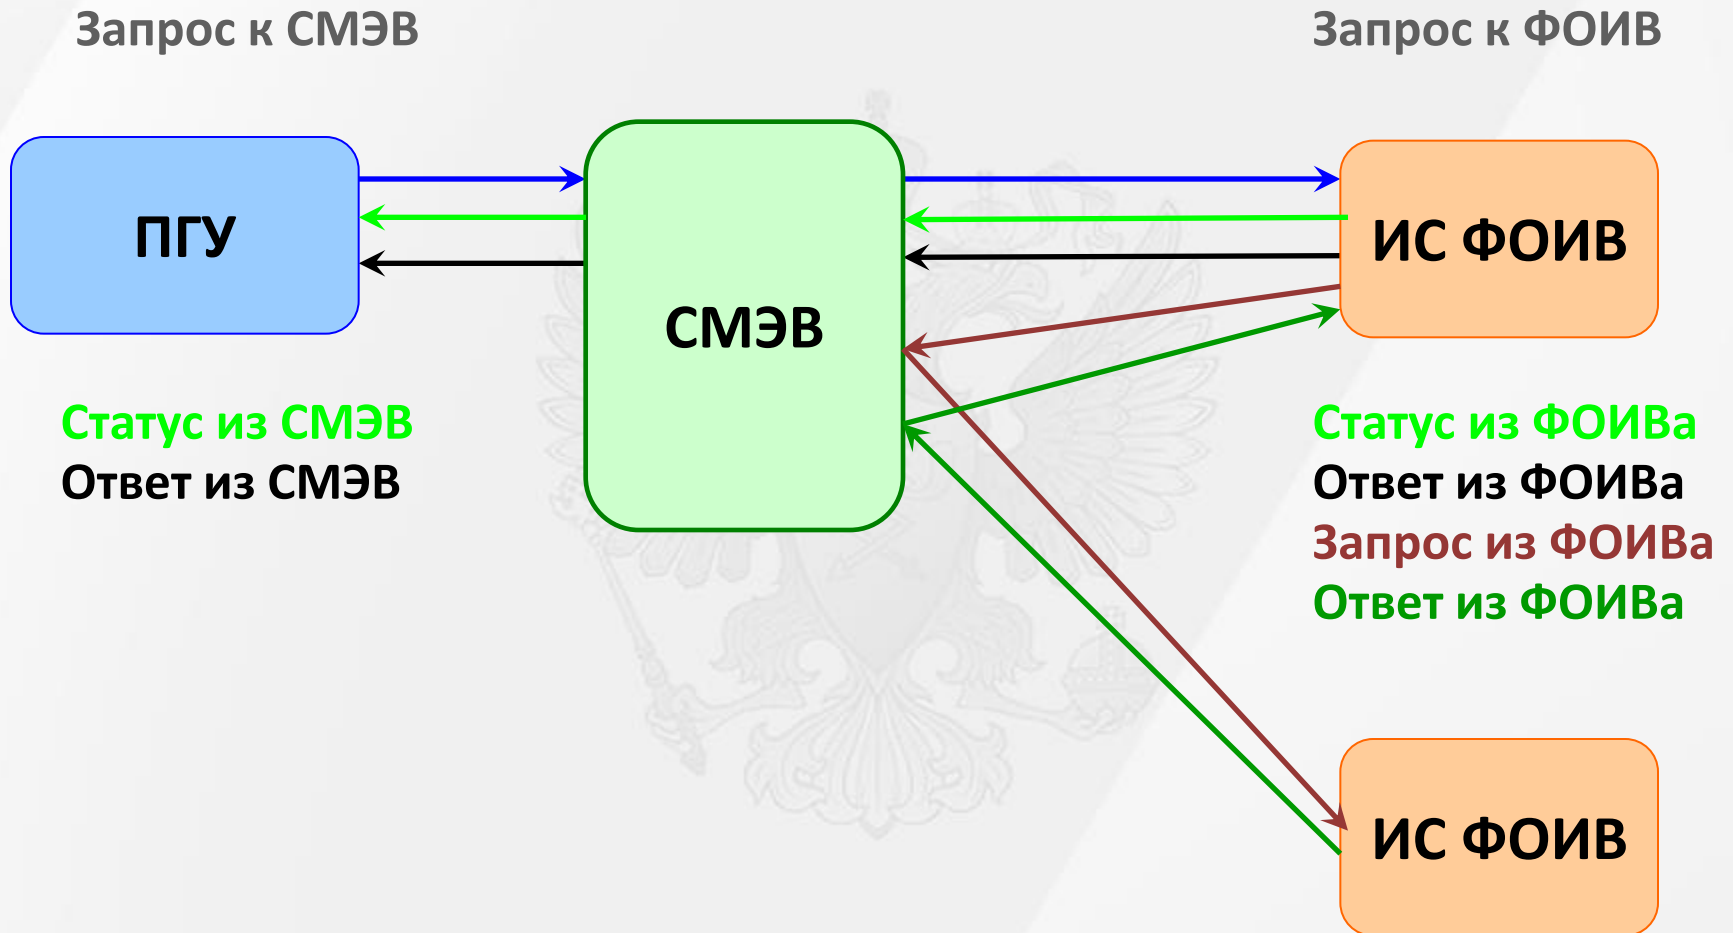 Запрос к СМЭВ
Запрос к ФОИВ
ПГУ
СМЭВ
ИС ФОИВ
Статус из СМЭВ
Ответ из СМЭВ
Статус из ФОИВа
Ответ из ФОИВа
Запрос из ФОИВа
Ответ из ФОИВа
ИС ФОИВ